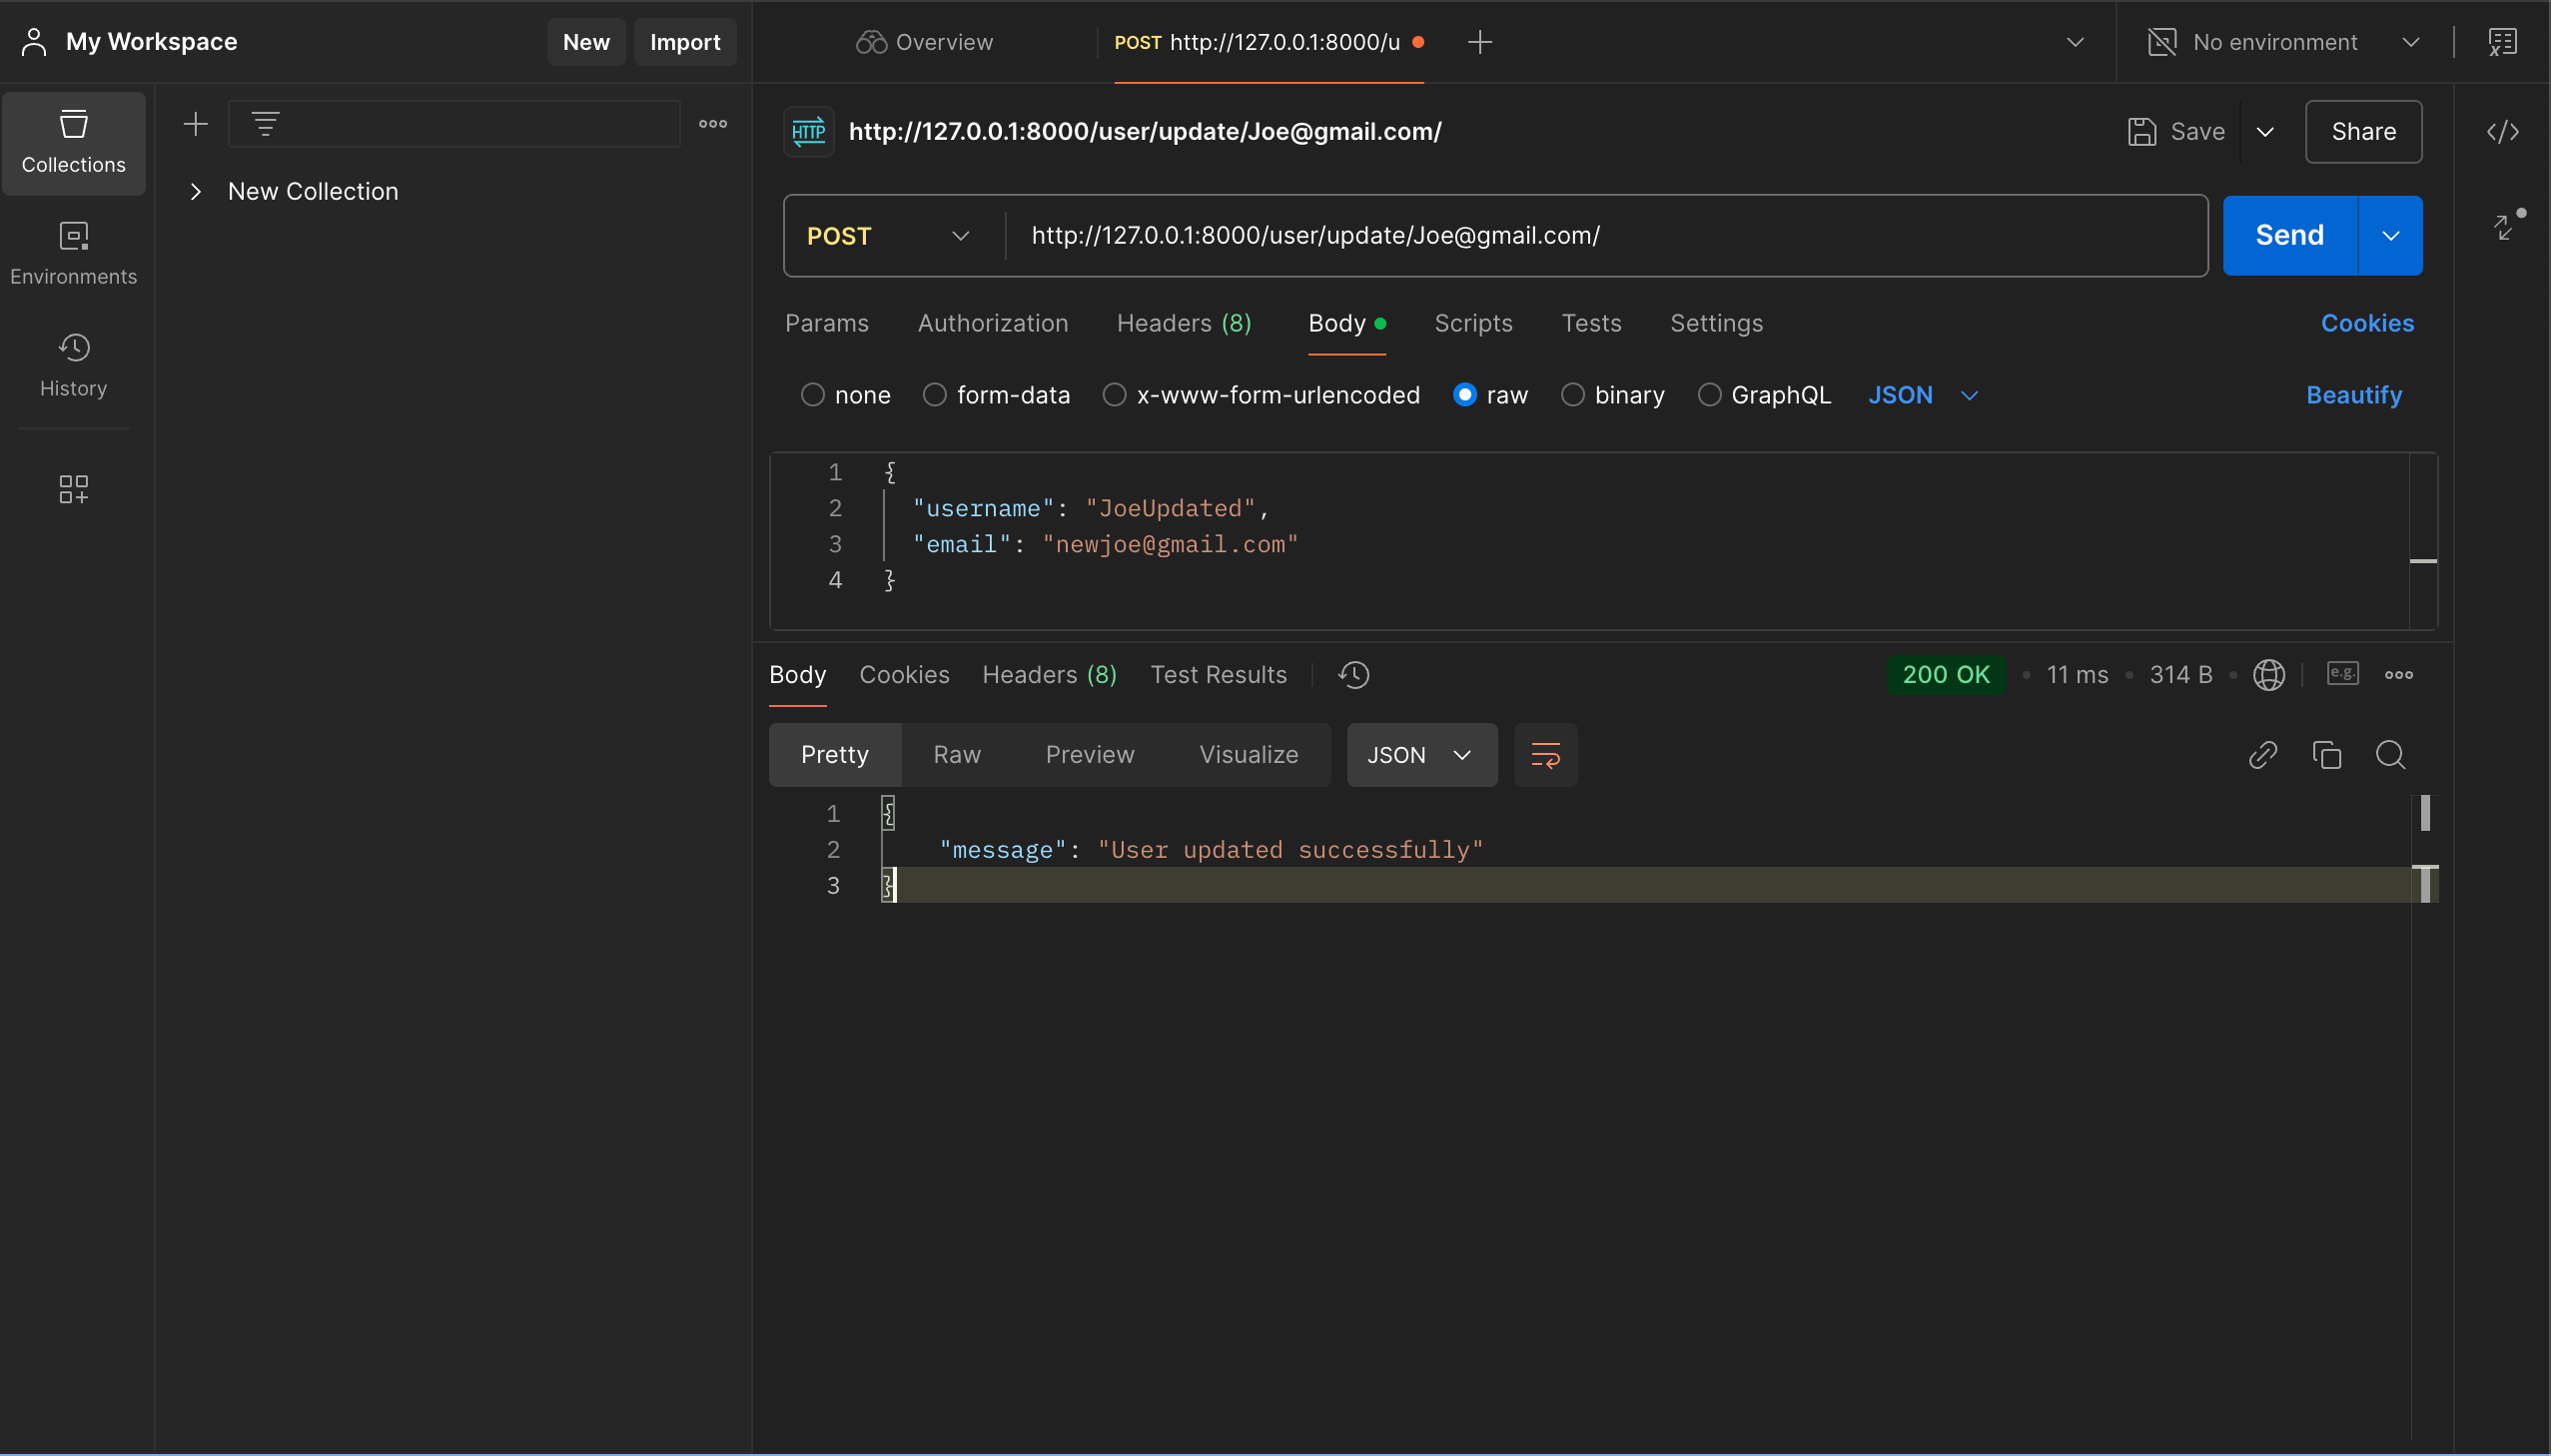 My Workspace
New
Import
Overview
POST http://127.0.0.1:8000/u
No environment
Collections
Environments
History
New Collection
HTTP
http://127.0.0.1:8000/user/update/Joe@gmail.com/
Save
Share
POST
http://127.0.0.1:8000/user/update/Joe@gmail.com/
Send
Params
Authorization
Headers (8)
Body
Scripts
Tests
Settings
Cookies
none
form-data
x-www-form-urlencoded
raw
binary
GraphQL
JSON
Beautify
1 {
2 "username": "JoeUpdated",
3 "email": "newjoe@gmail.com"
4 }
Body
Cookies
Headers (8)
Test Results
200 OK
11 ms
314 B
e.g.
Pretty
Raw
Preview
Visualize
JSON
1 {
2 "message": "User updated successfully"
3 }